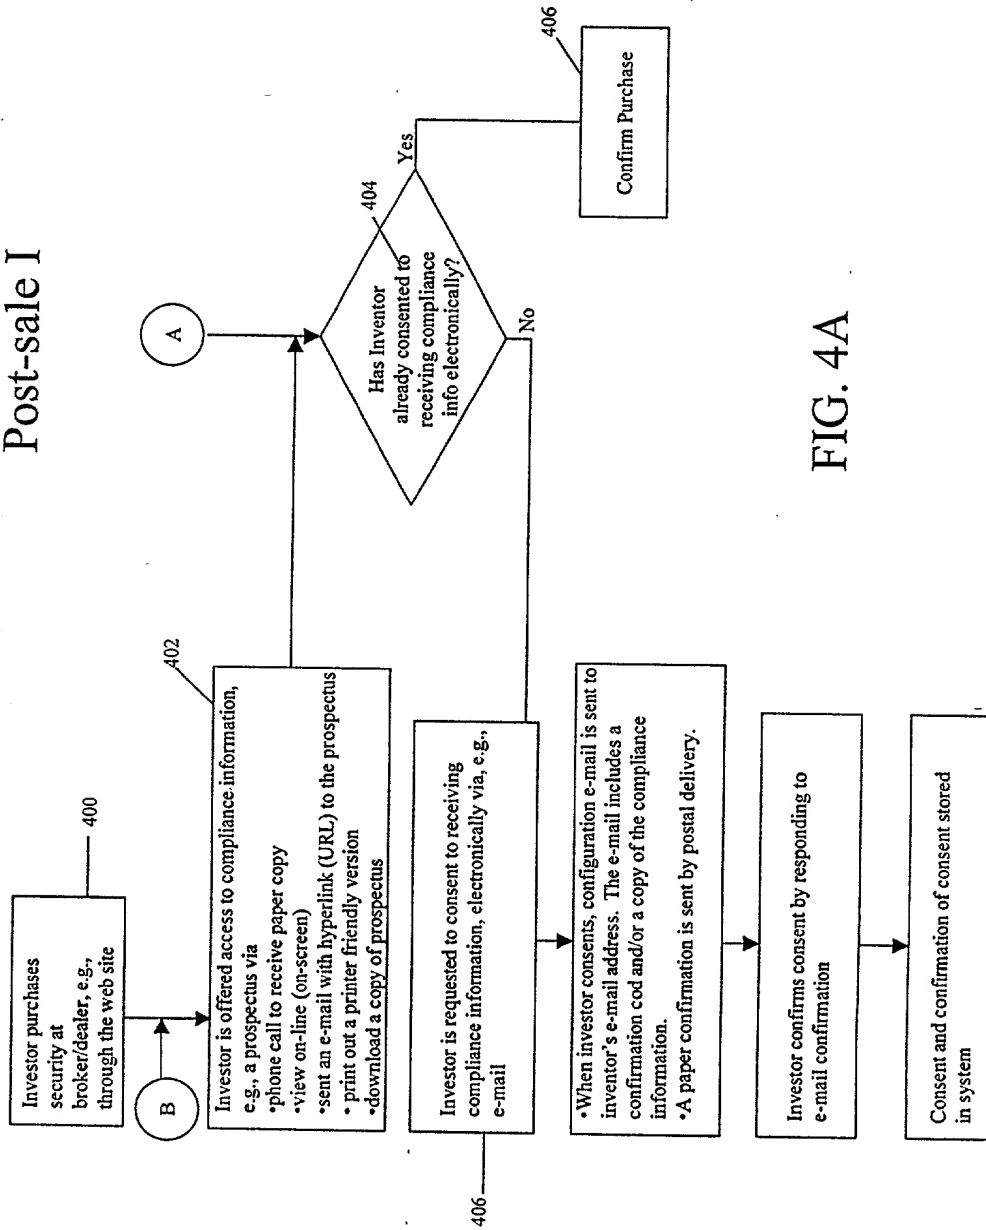 Post-sale I
Investor purchases
security at
broker/dealer, e.g.,
through the web site
400
B
402
Investor is offered access to compliance information,
e.g., a prospectus via
•phone call to receive paper copy
•view on-line (on-screen)
•sent an e-mail with hyperlink (URL) to the prospectus
• print out a printer friendly version
•download a copy of prospectus
A
404
Has Inventor
already consented to
receiving compliance
info electronically?
Yes
No
406
Confirm Purchase
Investor is requested to consent to receiving
compliance information, electronically via, e.g.,
e-mail
406
•When investor consents, configuration e-mail is sent to
inventor's e-mail address. The e-mail includes a
confirmation cod and/or a copy of the compliance
information.
•A paper confirmation is sent by postal delivery.
Investor confirms consent by responding to
e-mail confirmation
Consent and confirmation of consent stored
in system
FIG. 4A